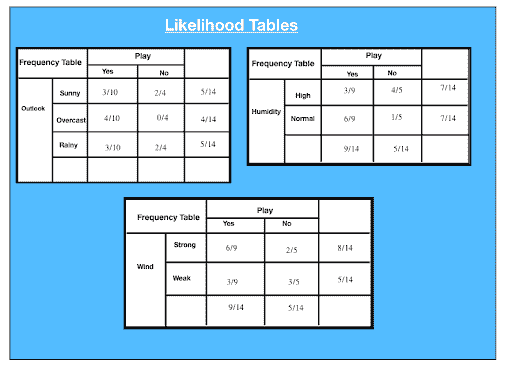 Likelihood Tables
Frequency Table Play
Yes No
Outlook Sunny 3/10 2/4 5/14
Overcast 4/10 0/4 4/14
Rainy 3/10 2/4 5/14
Frequency Table Play
Yes No
Humidity High 3/9 4/5 7/14
Normal 6/9 1/5 7/14
9/14 5/14
Frequency Table Play
Yes No
Wind Strong 6/9 2/5 8/14
Weak 3/9 3/5 5/14
9/14 5/14